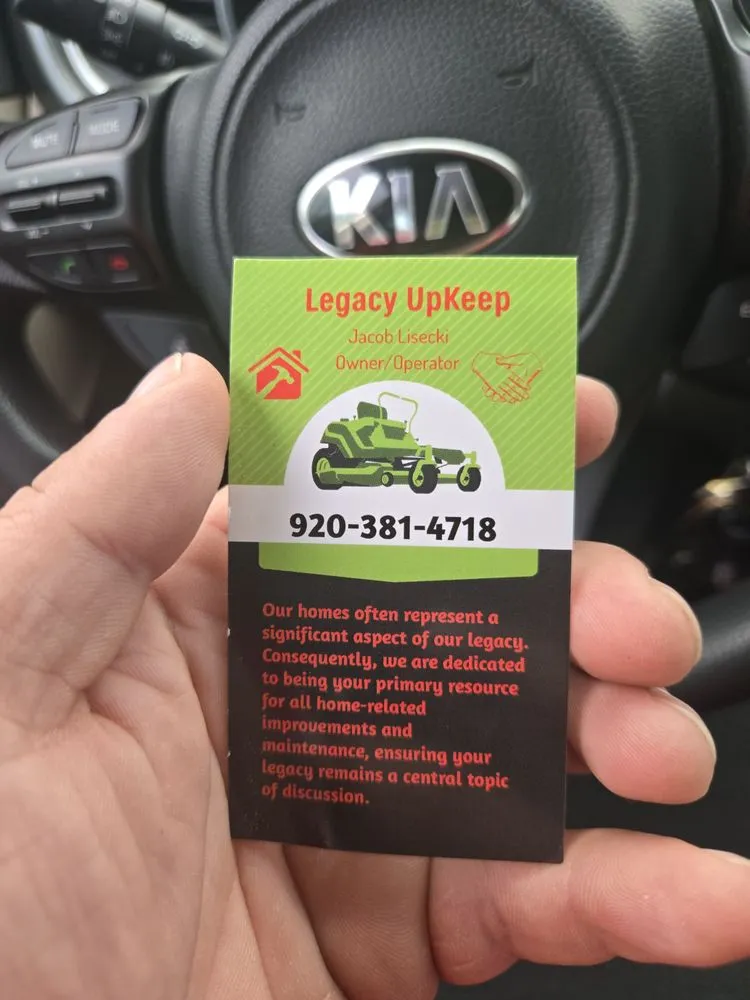 MUTE
MODE
KIA
Legacy UpKeep
Jacob Lisecki
Owner/Operator
920-381-4718
Our homes often represent a
significant aspect of our legacy.
Consequently, we are dedicated
to being your primary resource
for all home-related
improvements and
maintenance, ensuring your
legacy remains a central topic
of discussion.